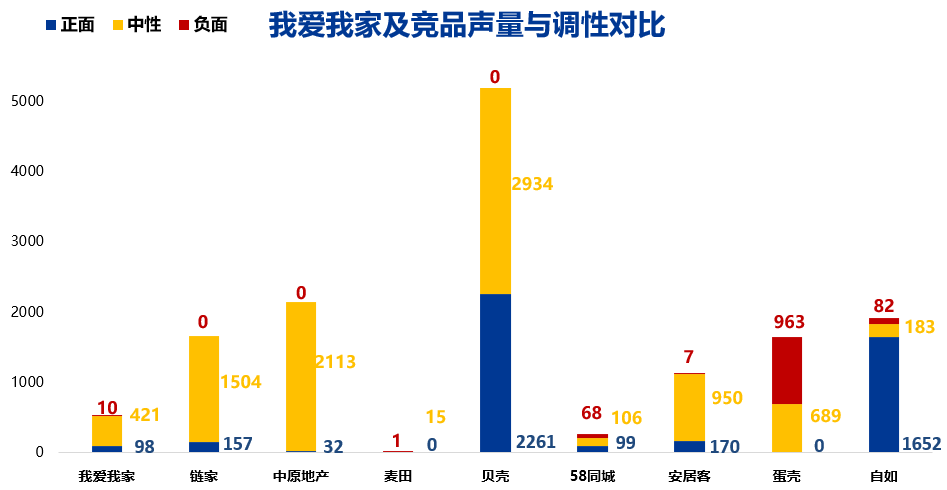 我爱我家及竞品声量与调性对比
正面 中性 负面
5000
4000
3000
2000
1000
0
10 421 98
0 1504 157
0 2113 32
1 15 0
0 2934 2261
68 106 99
7 950 170
963 689 0
82 183 1652
我爱我家 链家 中原地产 麦田 贝壳 58同城 安居客 蛋壳 自如